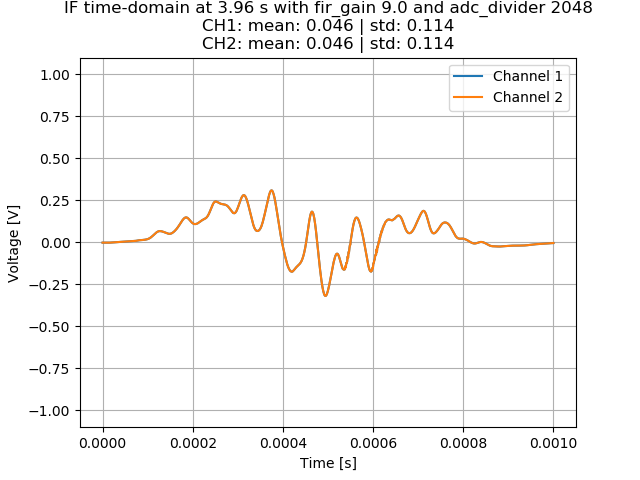 IF time-domain at 3.96 s with fir_gain 9.0 and adc_divider 2048
CH1: mean: 0.046 | std: 0.114
CH2: mean: 0.046 | std: 0.114
Channel 1
Channel 2
1.00
0.75
0.50
0.25
0.00
−0.25
−0.50
−0.75
−1.00
Voltage [V]
0.0000 0.0002 0.0004 0.0006 0.0008 0.0010
Time [s]